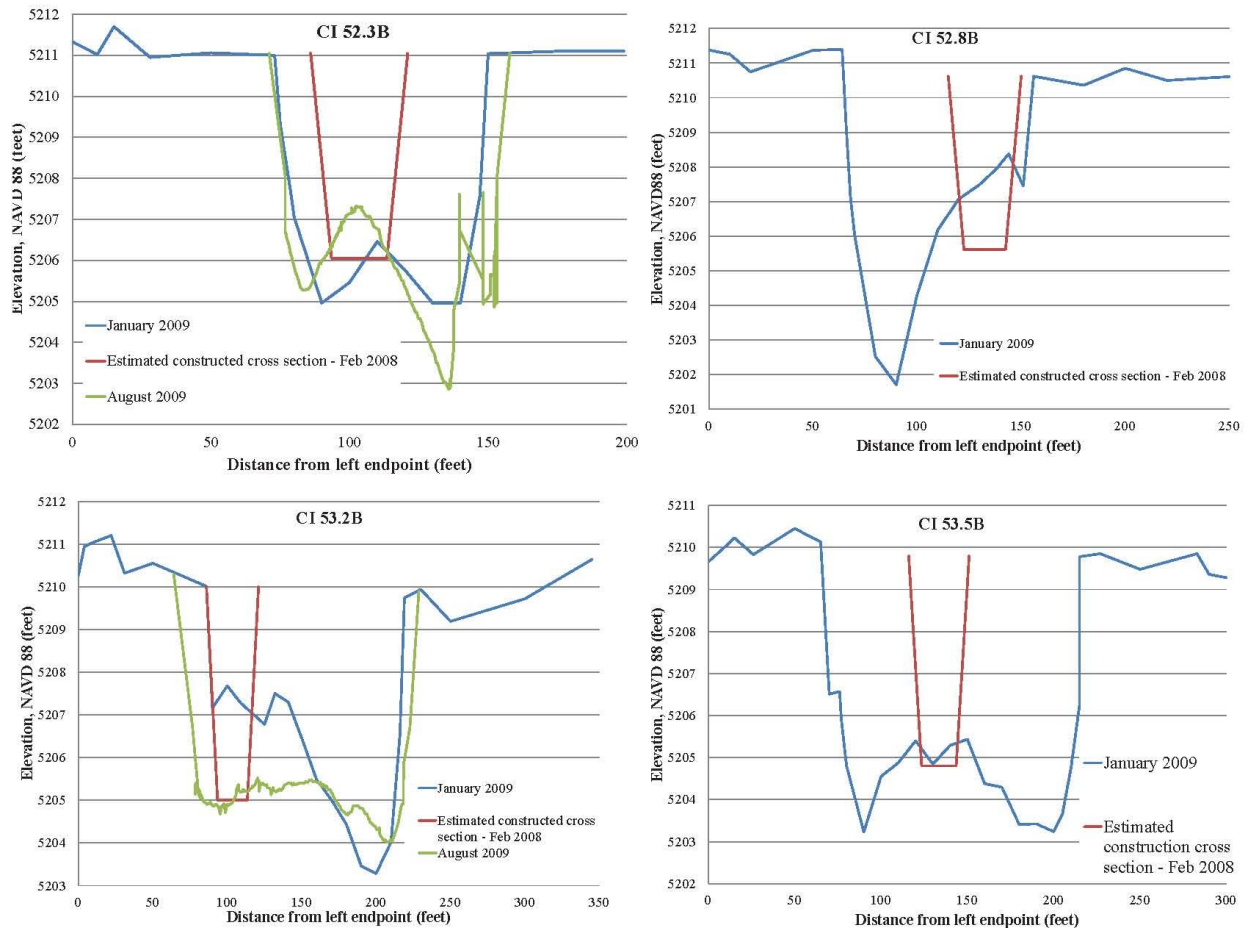 CI 52.3B
5212
5211
5210
5209
5208
5207
5206
5205
5204
5203
5202
Elevation, NAVD 88 (feet)
January 2009
Estimated constructed cross section - Feb 2008
August 2009
0 50 100 150 200
Distance from left endpoint (feet)
CI 52.8B
5212
5211
5210
5209
5208
5207
5206
5205
5204
5203
5202
5201
Elevation, NAVD88 (feet)
January 2009
Estimated constructed cross section - Feb 2008
0 50 100 150 200 250
Distance from left endpoint (feet)
CI 53.2B
5212
5211
5210
5209
5208
5207
5206
5205
5204
5203
Elevation, NAVD 88 (feet)
January 2009
Estimated constructed cross
section - Feb 2008
August 2009
0 50 100 150 200 250 300 350
Distance from left endpoint (feet)
CI 53.5B
5211
5210
5209
5208
5207
5206
5205
5204
5203
5202
Elevation, NAVD 88 (feet)
January 2009
Estimated
construction cross
section - Feb 2008
0 50 100 150 200 250 300
Distance from left endpoint (feet)